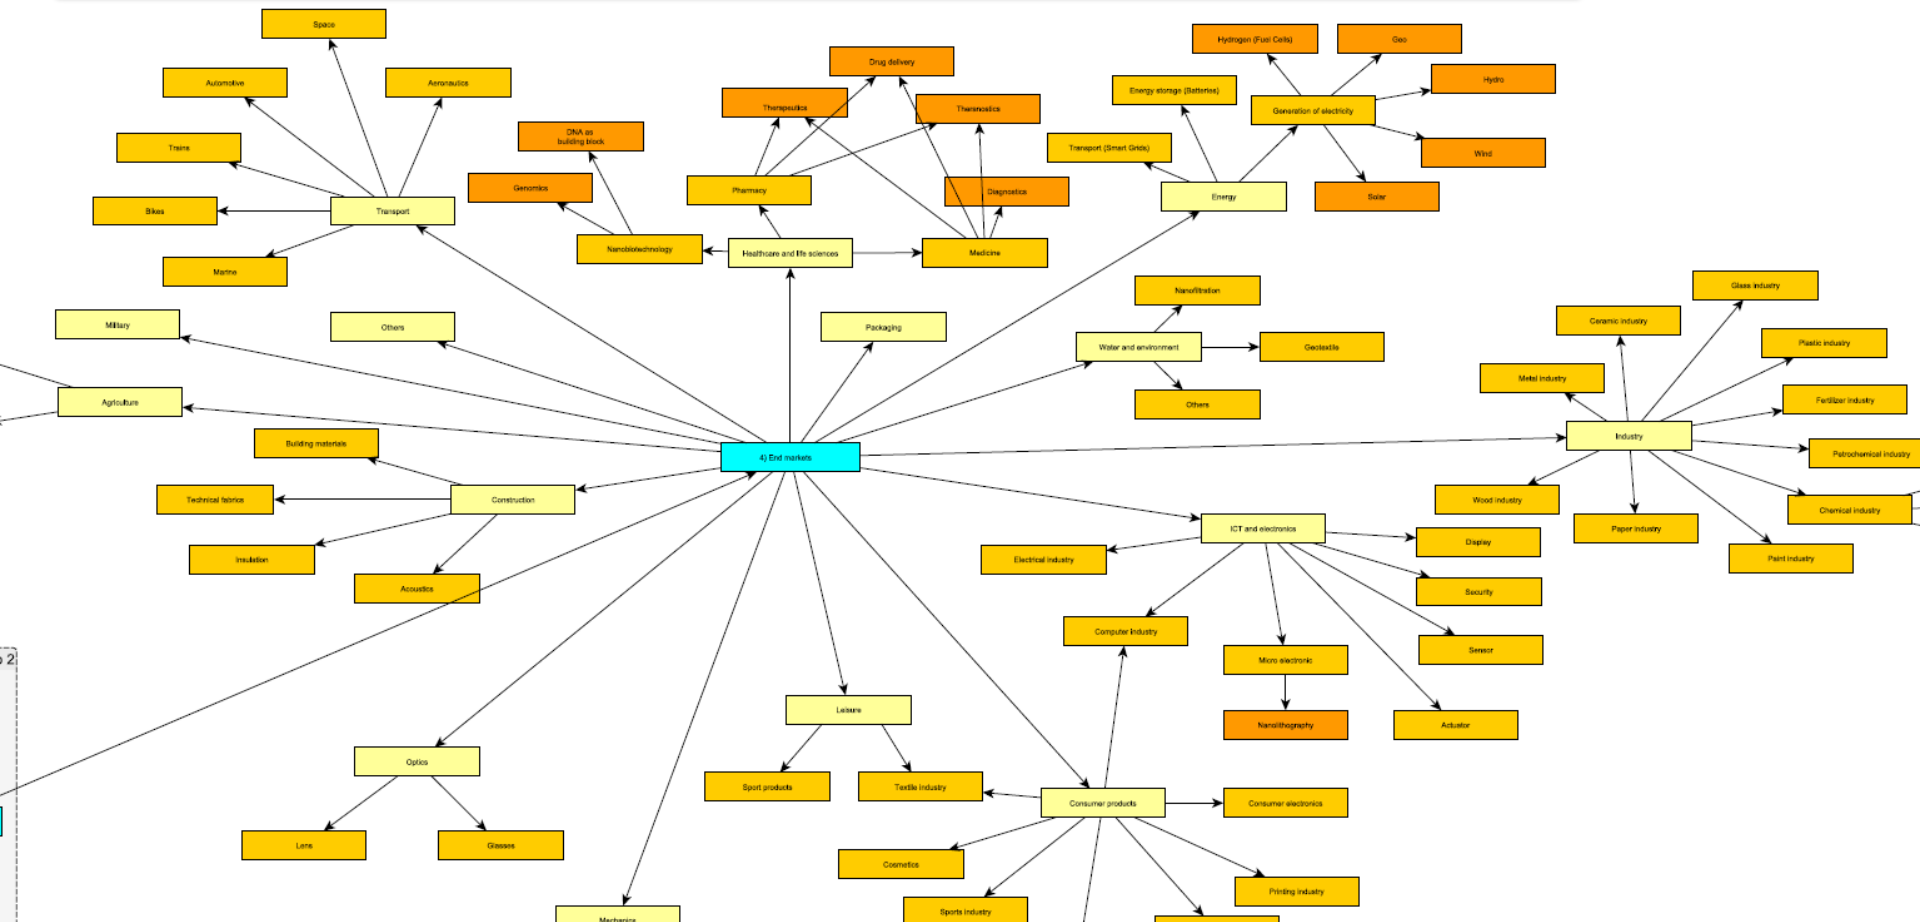 Space
Automotive
Aeronautics
Trains
Bikes
Transport
Marine
DNA as
building block
Genomics
Nanobiotechnology
Drug delivery
Therapeutics
Theranostics
Pharmacy
Diagnostics
Healthcare and life sciences
Medicine
Hydrogen (Fuel Cells)
Geo
Energy storage (Batteries)
Generation of electricity
Hydro
Transport (Smart Grids)
Wind
Energy
Solar
Military
Others
Packaging
Nanofiltration
Water and environment
Geotextile
Others
Glass industry
Ceramic industry
Plastic industry
Metal industry
Fertilizer industry
Industry
Petrochemical industry
Wood industry
Chemical industry
Paper industry
Paint industry
Agriculture
Building materials
4) End markets
Technical fabrics
Construction
Insulation
Acoustics
ICT and electronics
Electrical industry
Display
Security
Computer industry
Sensor
Micro electronic
Nanolithography
Actuator
2
Leisure
Optics
Sport products
Textile industry
Consumer products
Consumer electronics
Lens
Glasses
Cosmetics
Printing industry
Sports industry
Mechanics